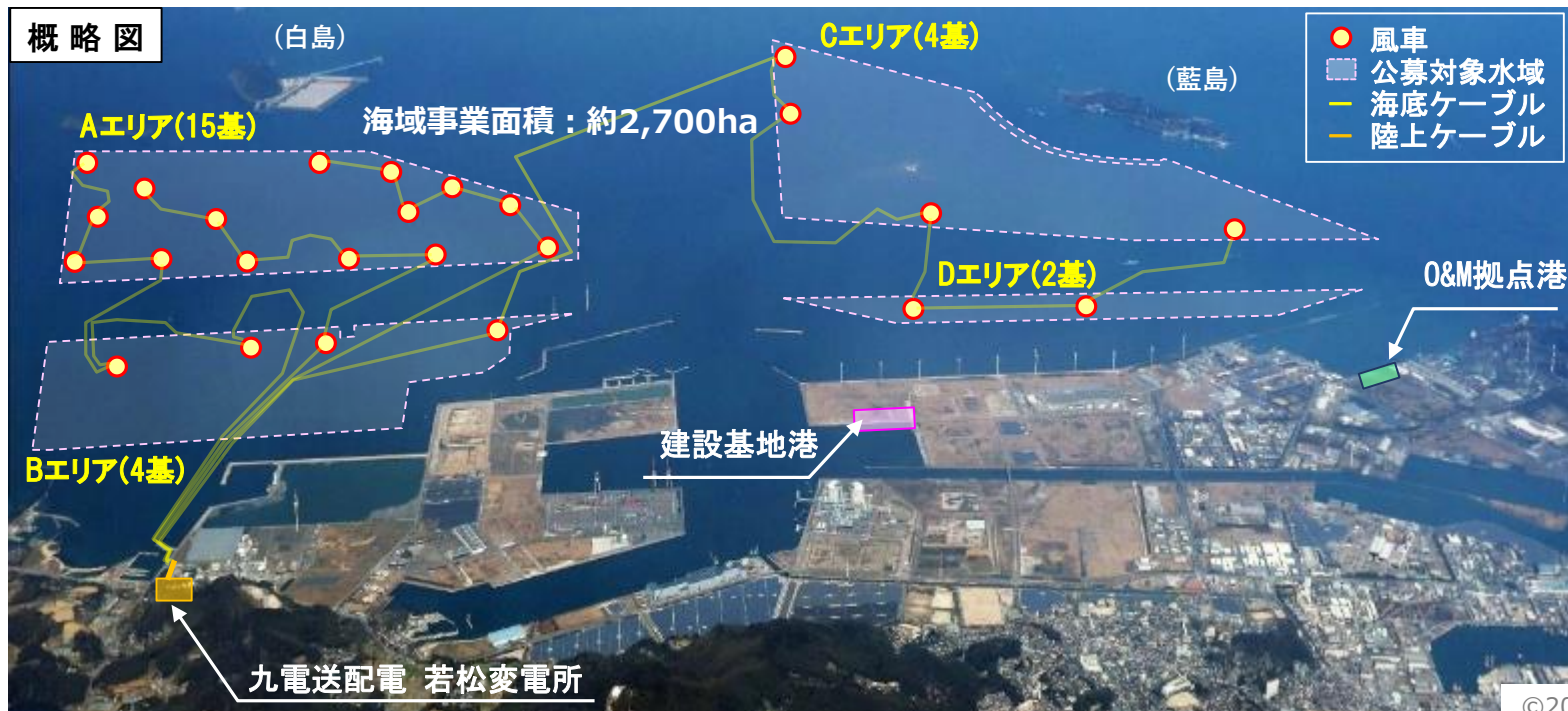 概略図
(白島)
Cエリア(4基)
(藍島)
風車
公募対象水域
海底ケーブル
陸上ケーブル
Aエリア(15基)
海域事業面積：約2,700ha
Dエリア(2基)
O&M拠点港
建設基地港
Bエリア(4基)
九電送配電 若松変電所
©20